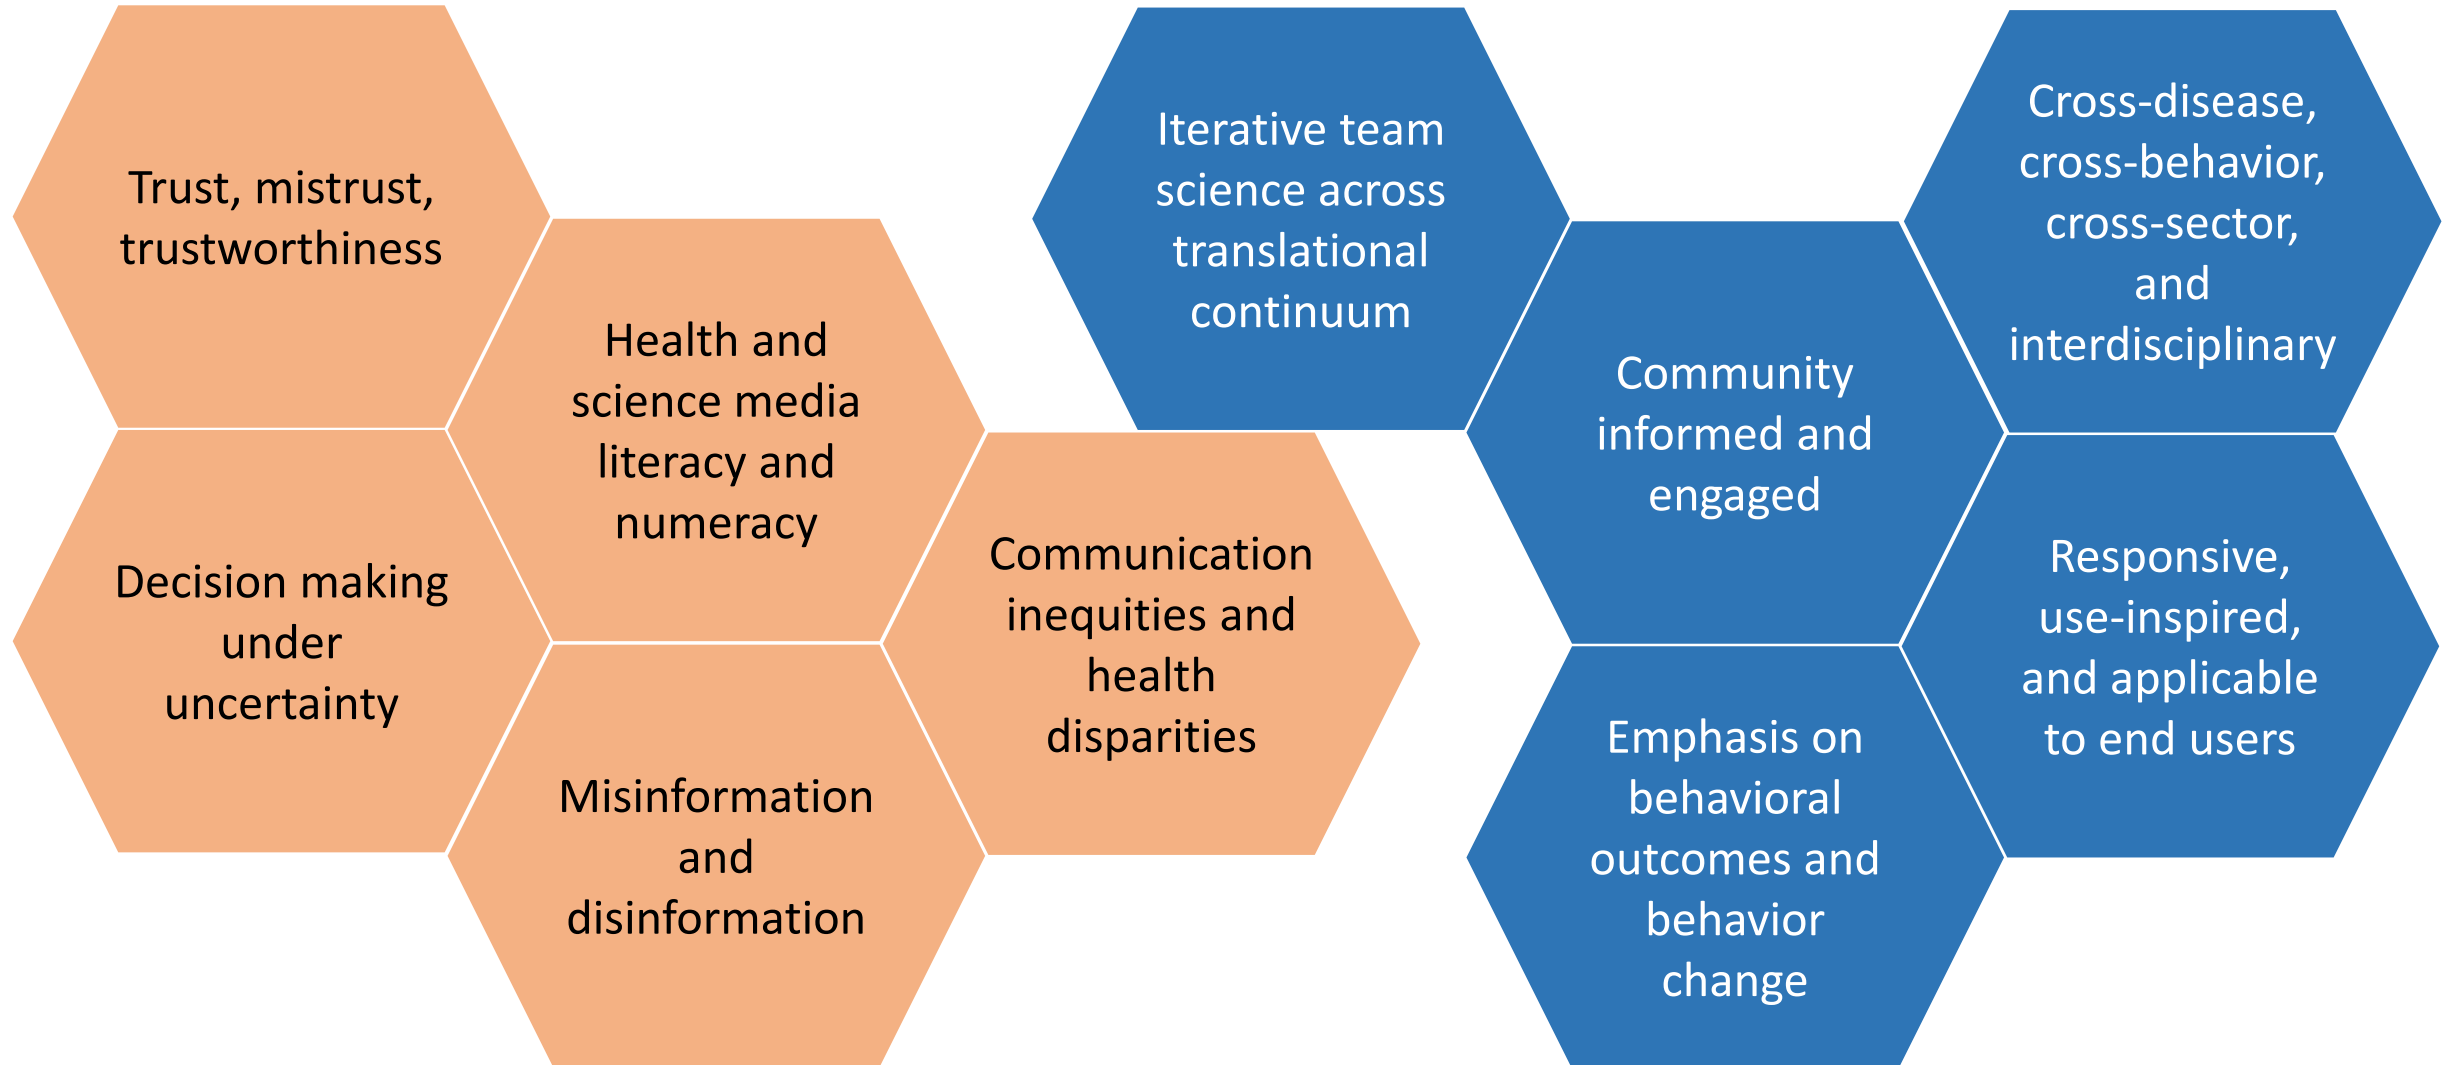 Trust, mistrust,
trustworthiness
Decision making
under
uncertainty
Health and
science media
literacy and
numeracy
Misinformation
and
disinformation
Communication
inequities and
health
disparities
Iterative team
science across
translational
continuum
Community
informed and
engaged
Emphasis on
behavioral
outcomes and
behavior
change
Cross-disease,
cross-behavior,
cross-sector,
and
interdisciplinary
Responsive,
use-inspired,
and applicable
to end users